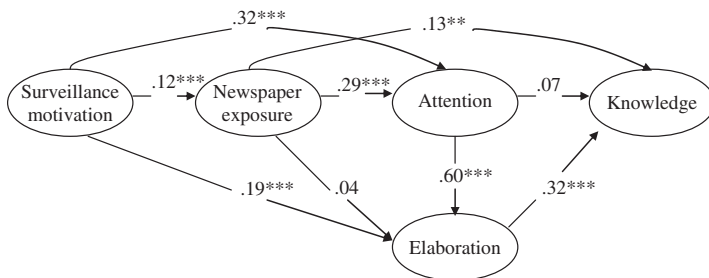 .32***
.13**
Surveillance
motivation
.12***
Newspaper
exposure
.29***
Attention
.07
Knowledge
.19***
.04
.60***
.32***
Elaboration